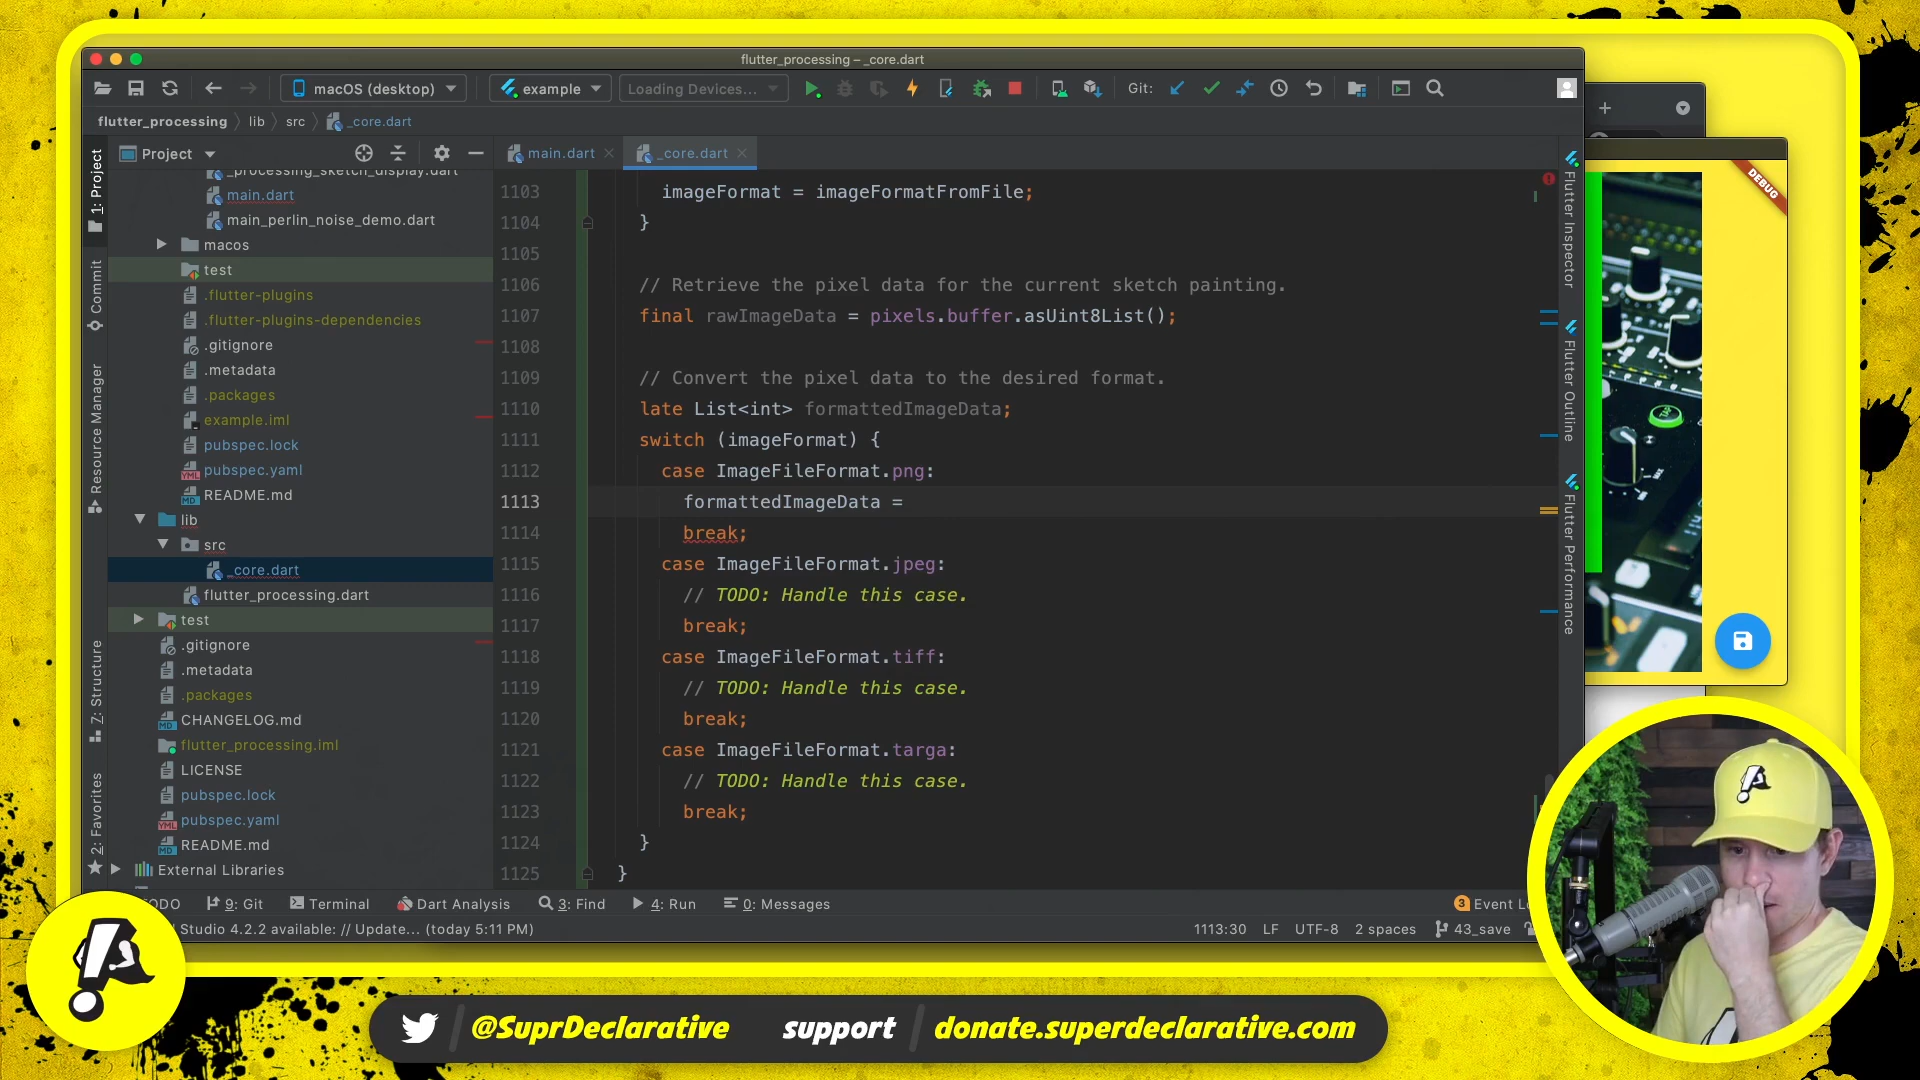 flutter_processing – _core.dart
macOS (desktop)
example
Loading Devices...
Git:
flutter_processing
lib
src
_core.dart
Project
main.dart
_core.dart
1: Project
Commit
Resource Manager
7: Structure
2: Favorites
_processing_sketch_display.dart
main.dart
main_perlin_noise_demo.dart
macos
test
.flutter-plugins
.flutter-plugins-dependencies
.gitignore
.metadata
.packages
example.iml
pubspec.lock
pubspec.yaml
README.md
lib
src
_core.dart
flutter_processing.dart
test
.gitignore
.metadata
.packages
CHANGELOG.md
flutter_processing.iml
LICENSE
pubspec.lock
pubspec.yaml
README.md
External Libraries
1103 imageFormat = imageFormatFromFile;
1104 }
1105
1106 // Retrieve the pixel data for the current sketch painting.
1107 final rawImageData = pixels.buffer.asUint8List();
1108
1109 // Convert the pixel data to the desired format.
1110 late List<int> formattedImageData;
1111 switch (imageFormat) {
1112 case ImageFileFormat.png:
1113 formattedImageData =
1114 break;
1115 case ImageFileFormat.jpeg:
1116 // TODO: Handle this case.
1117 break;
1118 case ImageFileFormat.tiff:
1119 // TODO: Handle this case.
1120 break;
1121 case ImageFileFormat.targa:
1122 // TODO: Handle this case.
1123 break;
1124 }
1125 }
Flutter Inspector
Flutter Outline
Flutter Performance
DEBUG
ODO
9: Git
Terminal
Dart Analysis
3: Find
4: Run
0: Messages
3 Event Lo
Studio 4.2.2 available: // Update... (today 5:11 PM)
1113:30
LF
UTF-8
2 spaces
43_save
@SuprDeclarative
support
donate.superdeclarative.com